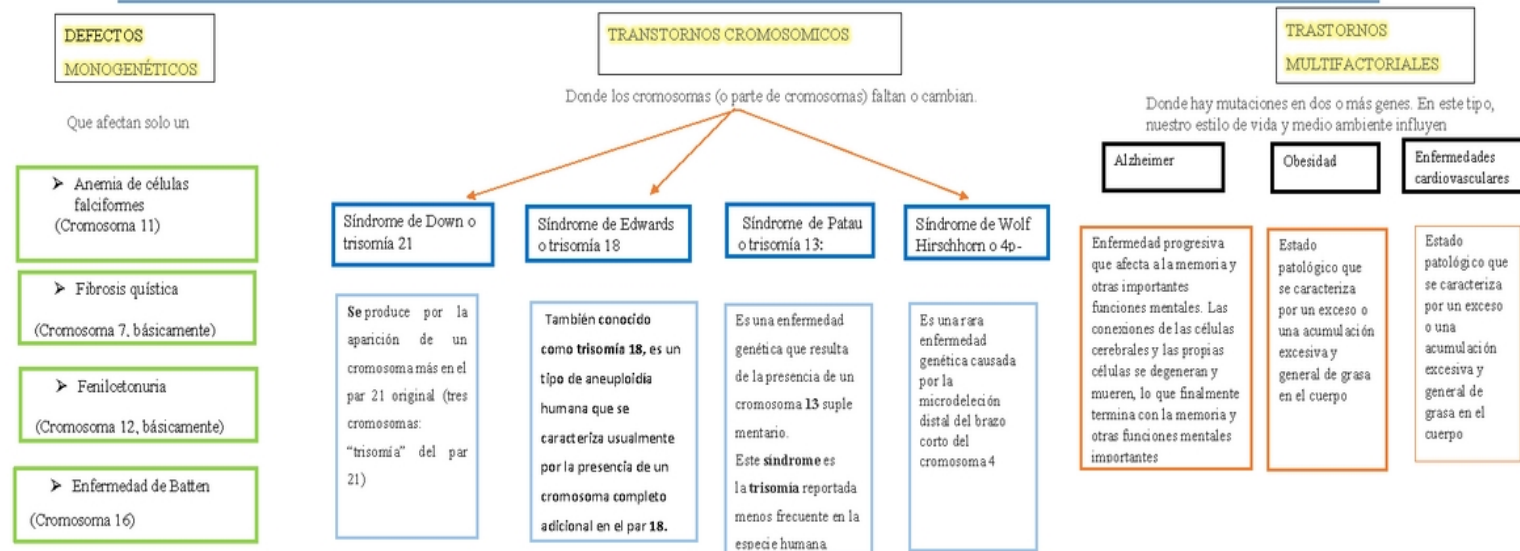 DEFECTOS
MONOGENÉTICOS
Que afectan solo un
➤ Anemia de células
falciformes
(Cromosoma 11)
➤ Fibrosis quística
(Cromosoma 7, básicamente)
➤ Fenilcetonuria
(Cromosoma 12, básicamente)
➤ Enfermedad de Batten
(Cromosoma 16)
TRANSTORNOS CROMOSOMICOS
Donde los cromosomas (o parte de cromosomas) faltan o cambian.
Síndrome de Down o
trisomía 21
Se produce por la
aparición de un
cromosoma más en el
par 21 original (tres
cromosomas:
“trisomía” del par
21)
Síndrome de Edwards
o trisomía 18
También conocido
como trisomía 18, es un
tipo de aneuploidía
humana que se
caracteriza usualmente
por la presencia de un
cromosoma completo
adicional en el par 18.
Síndrome de Patau
o trisomía 13:
Es una enfermedad
genética que resulta
de la presencia de un
cromosoma 13 suple
mentario.
Este síndrome es
la trisomía reportada
menos frecuente en la
especie humana
Síndrome de Wolf
Hirschhorn o 4p-
Es una rara
enfermedad
genética causada
por la
microdeleción
distal del brazo
corto del
cromosoma 4
TRASTORNOS
MULTIFACTORIALES
Donde hay mutaciones en dos o más genes. En este tipo,
nuestro estilo de vida y medio ambiente influyen
Alzheimer
Enfermedad progresiva
que afecta a la memoria y
otras importantes
funciones mentales. Las
conexiones de las células
cerebrales y las propias
células se degeneran y
mueren, lo que finalmente
termina con la memoria y
otras funciones mentales
importantes
Obesidad
Estado
patológico que
se caracteriza
por un exceso o
una acumulación
excesiva y
general de grasa
en el cuerpo
Enfermedades
cardiovasculares
Estado
patológico que
se caracteriza
por un exceso
o una
acumulación
excesiva y
general de
grasa en el
cuerpo